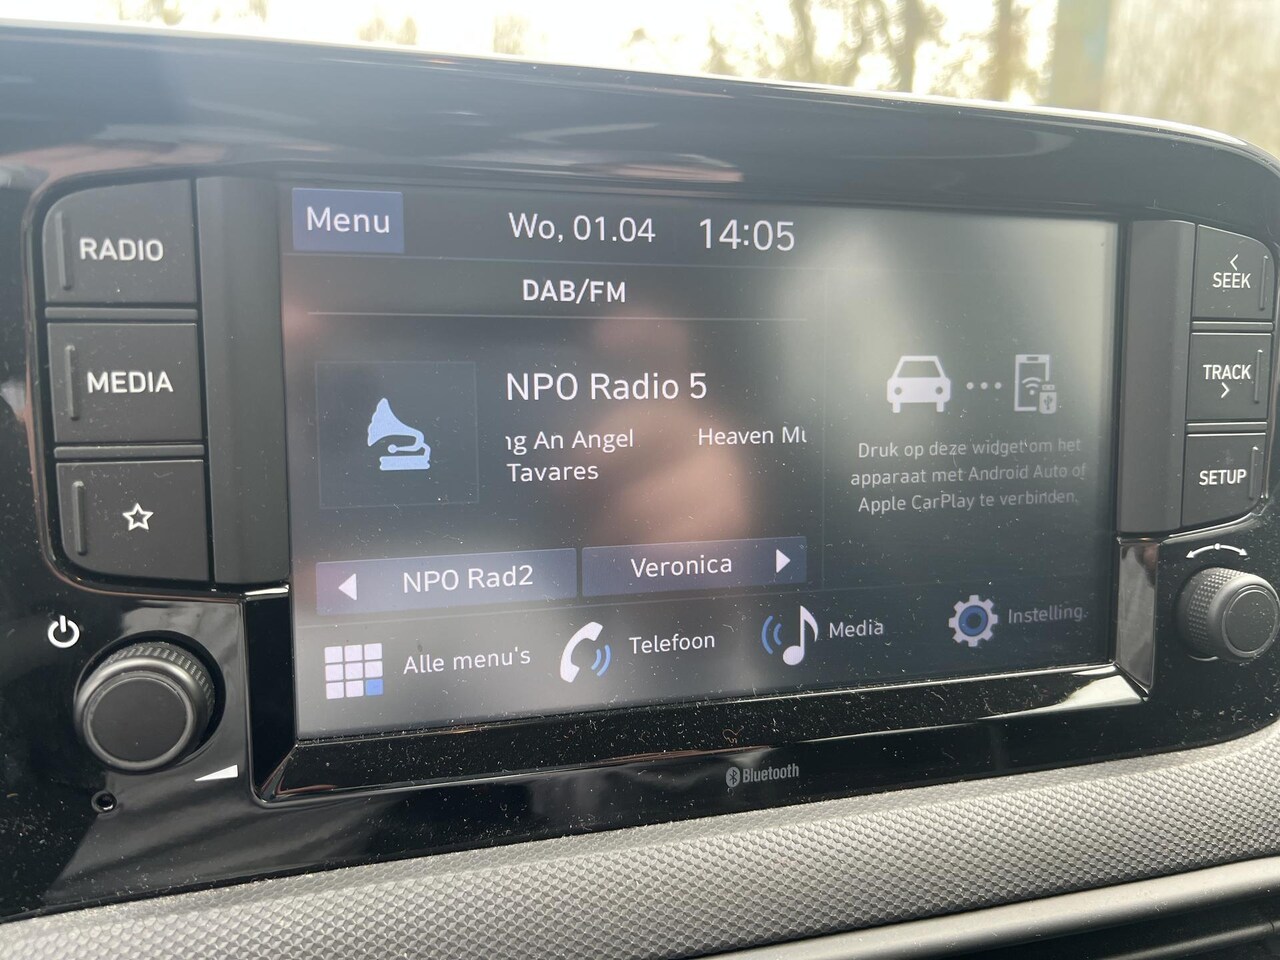 RADIO
MEDIA
Menu
Wo, 01.04
14:05
DAB/FM
NPO Radio 5
An Angel Heaven
Tavares
NPO Rad2
Veronica
Druk op deze widget om het
apparaat met Android Auto of
Apple CarPlay te verbinden.
Alle menu's
Telefoon
Media
Instelling.
SEEK
TRACK
SETUP
Bluetooth